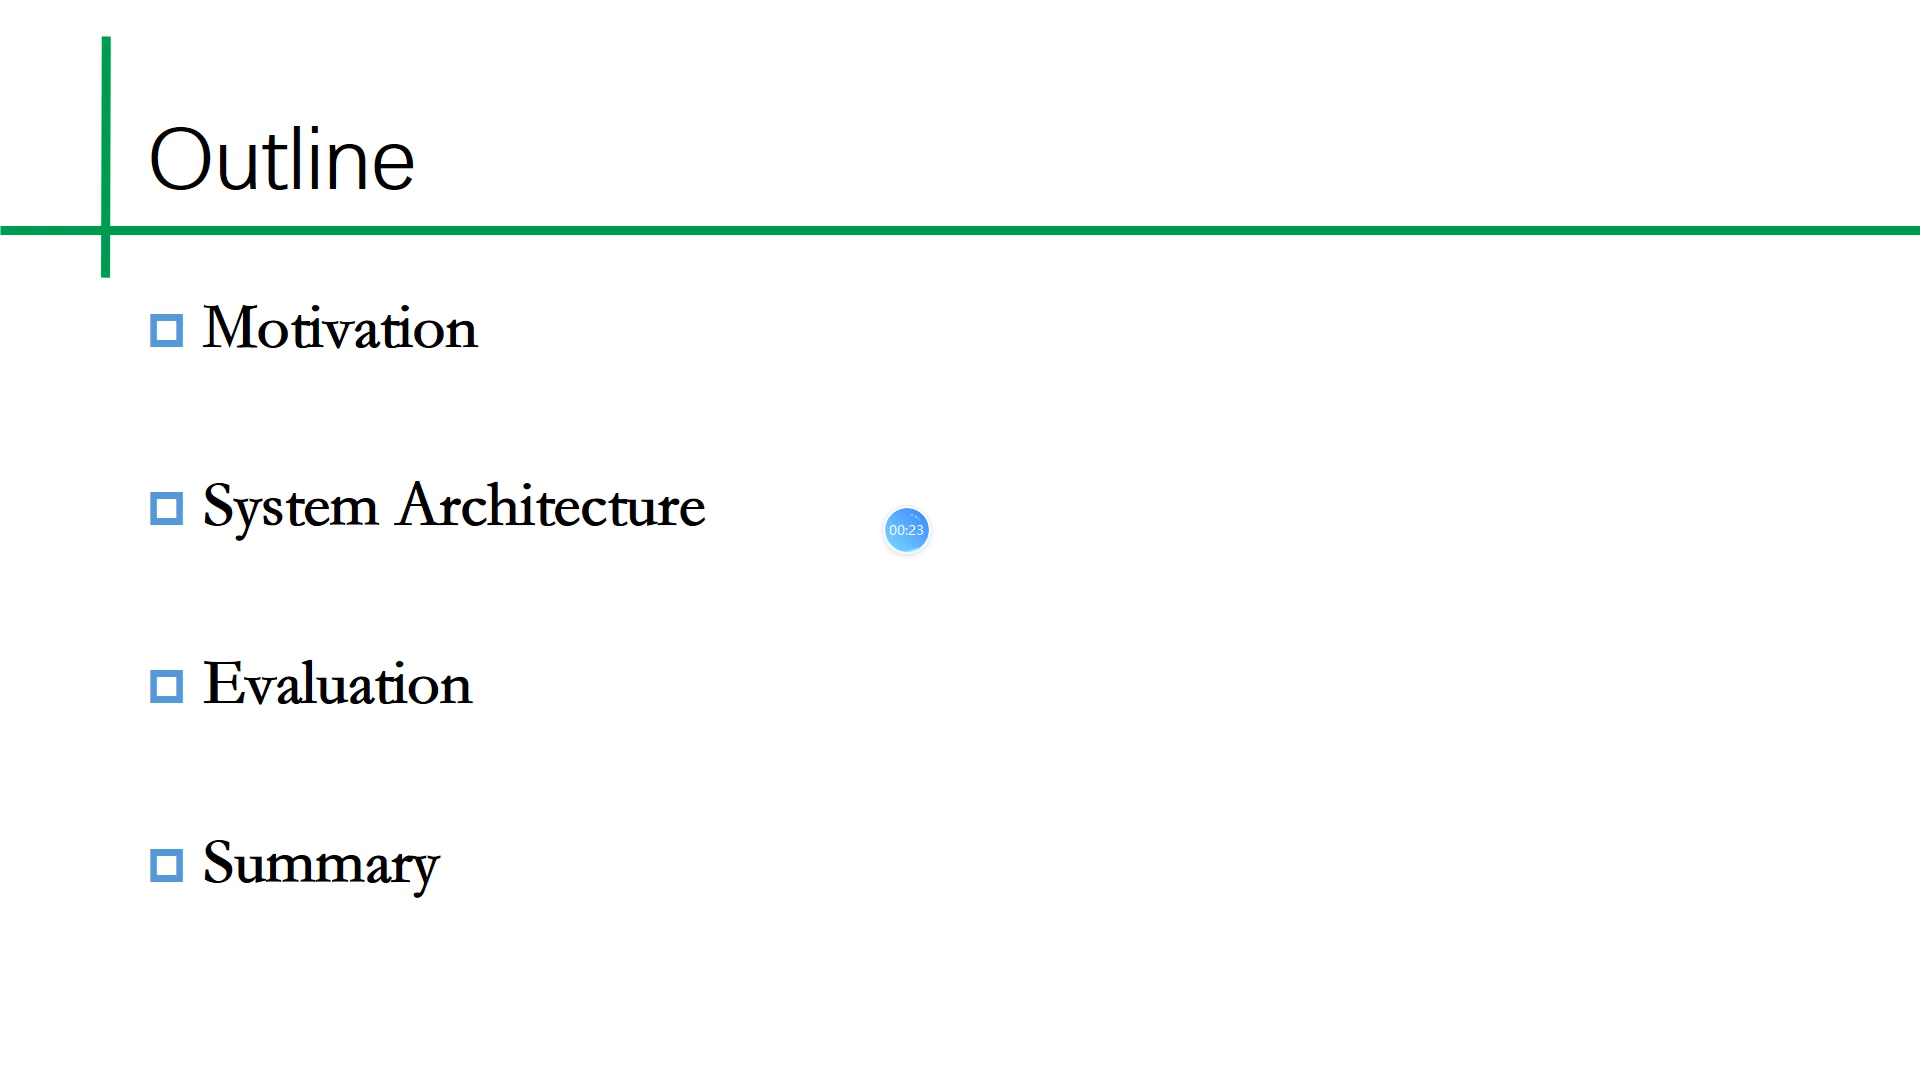 Outline
Motivation
System Architecture
00:23
Evaluation
Summary